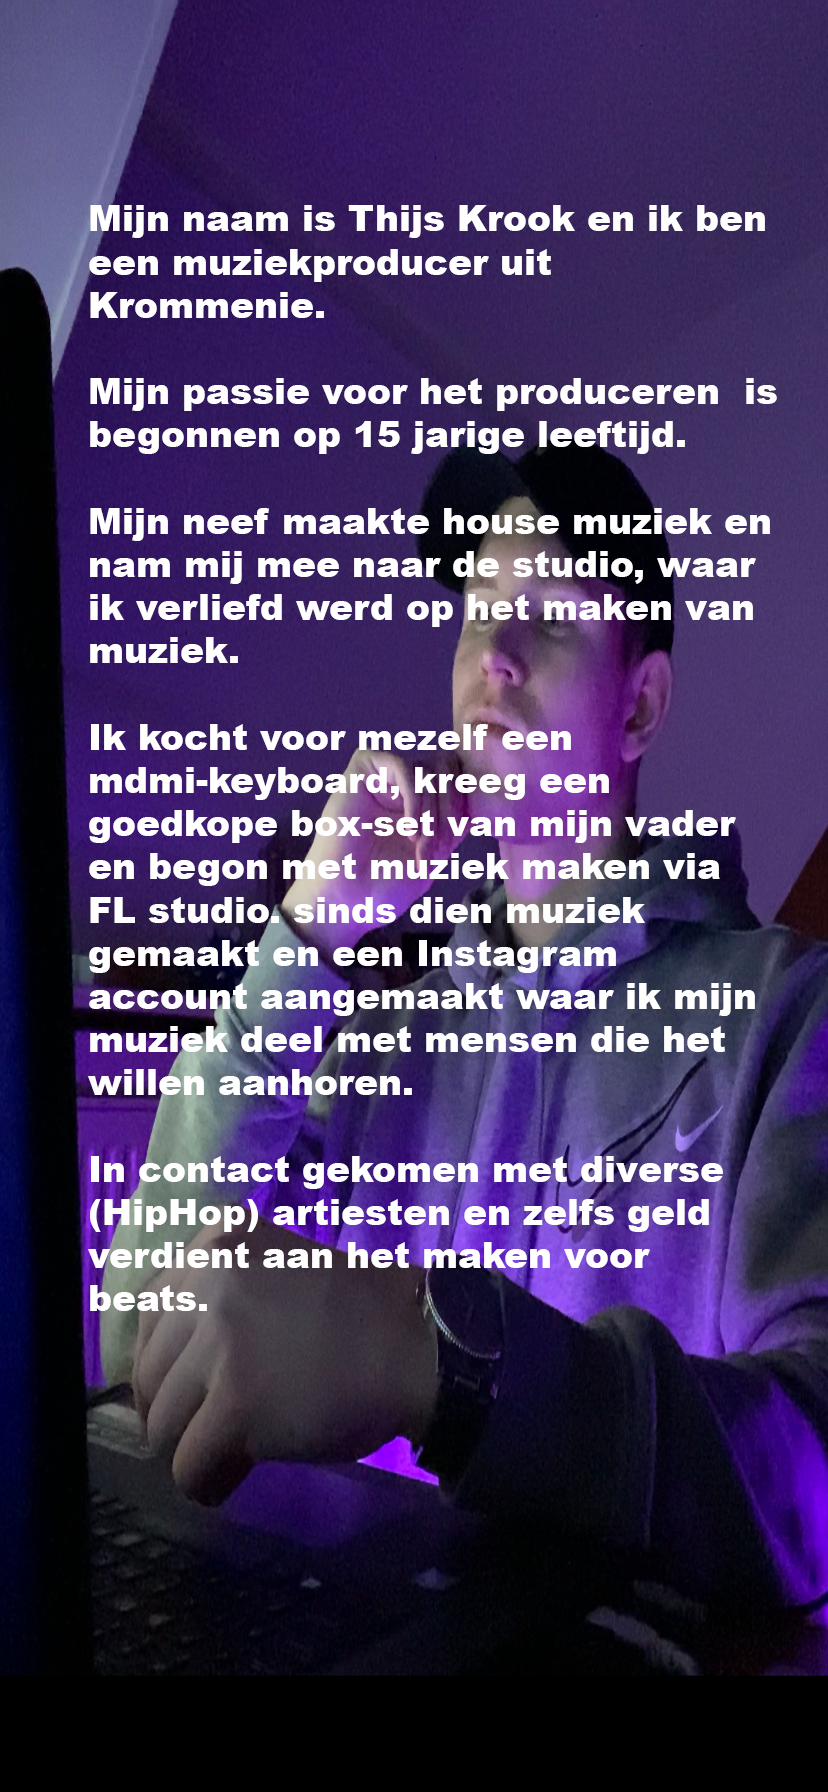 Mijn naam is Thijs Krook en ik ben
een muziekproducer uit
Krommenie.
Mijn passie voor het produceren  is
begonnen op 15 jarige leeftijd.
Mijn neef maakte house muziek en
nam mij mee naar de studio, waar
ik verliefd werd op het maken van
muziek.
Ik kocht voor mezelf een
mdmi-keyboard, kreeg een
goedkope box-set van mijn vader
en begon met muziek maken via
FL studio. sinds dien muziek
gemaakt en een Instagram
account aangemaakt waar ik mijn
muziek deel met mensen die het
willen aanhoren.
In contact gekomen met diverse
(HipHop) artiesten en zelfs geld
verdient aan het maken voor
beats.